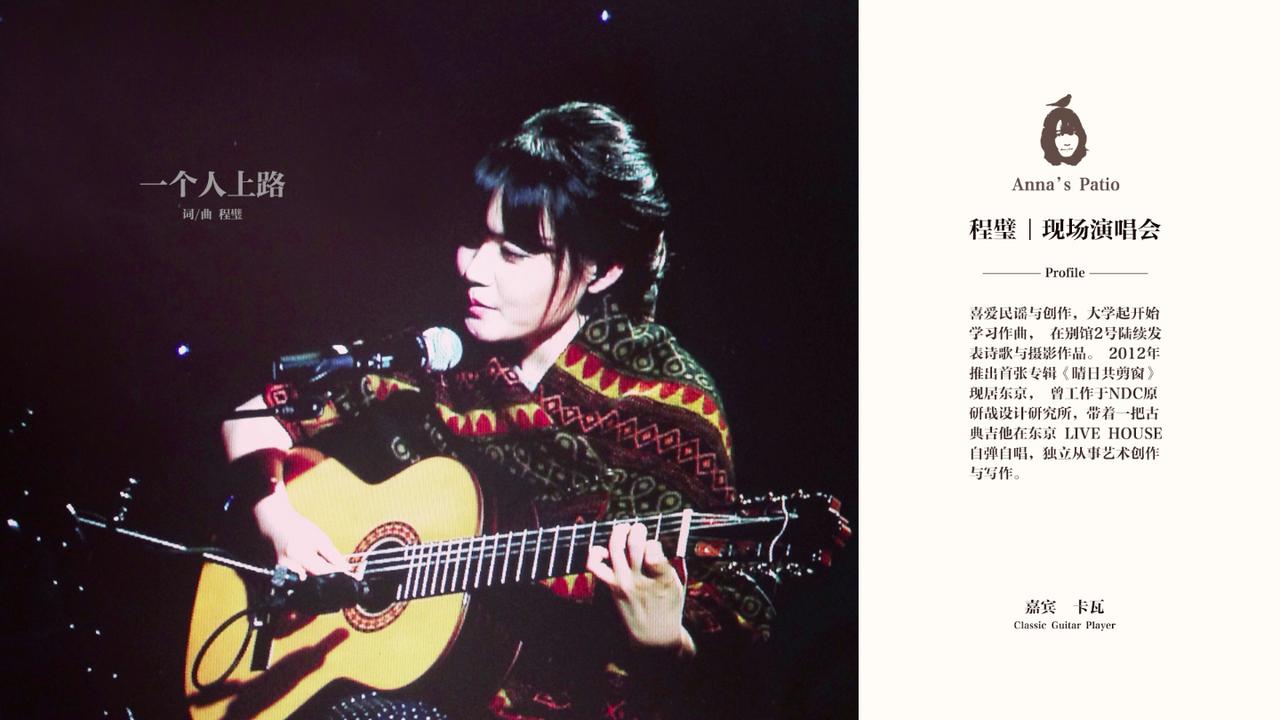 一个人上路
词/曲 程璧
Anna's Patio
程璧｜现场演唱会
Profile
喜爱民谣与创作，大学起开始
学习作曲， 在别馆2号陆续发
表诗歌与摄影作品。 2012年
推出首张专辑《晴日共剪窗》
现居东京， 曾工作于NDC原
研哉设计研究所，带着一把古
典吉他在东京 LIVE HOUSE
自弹自唱，独立从事艺术创作
与写作。
嘉宾 卡瓦
Classic Guitar Player